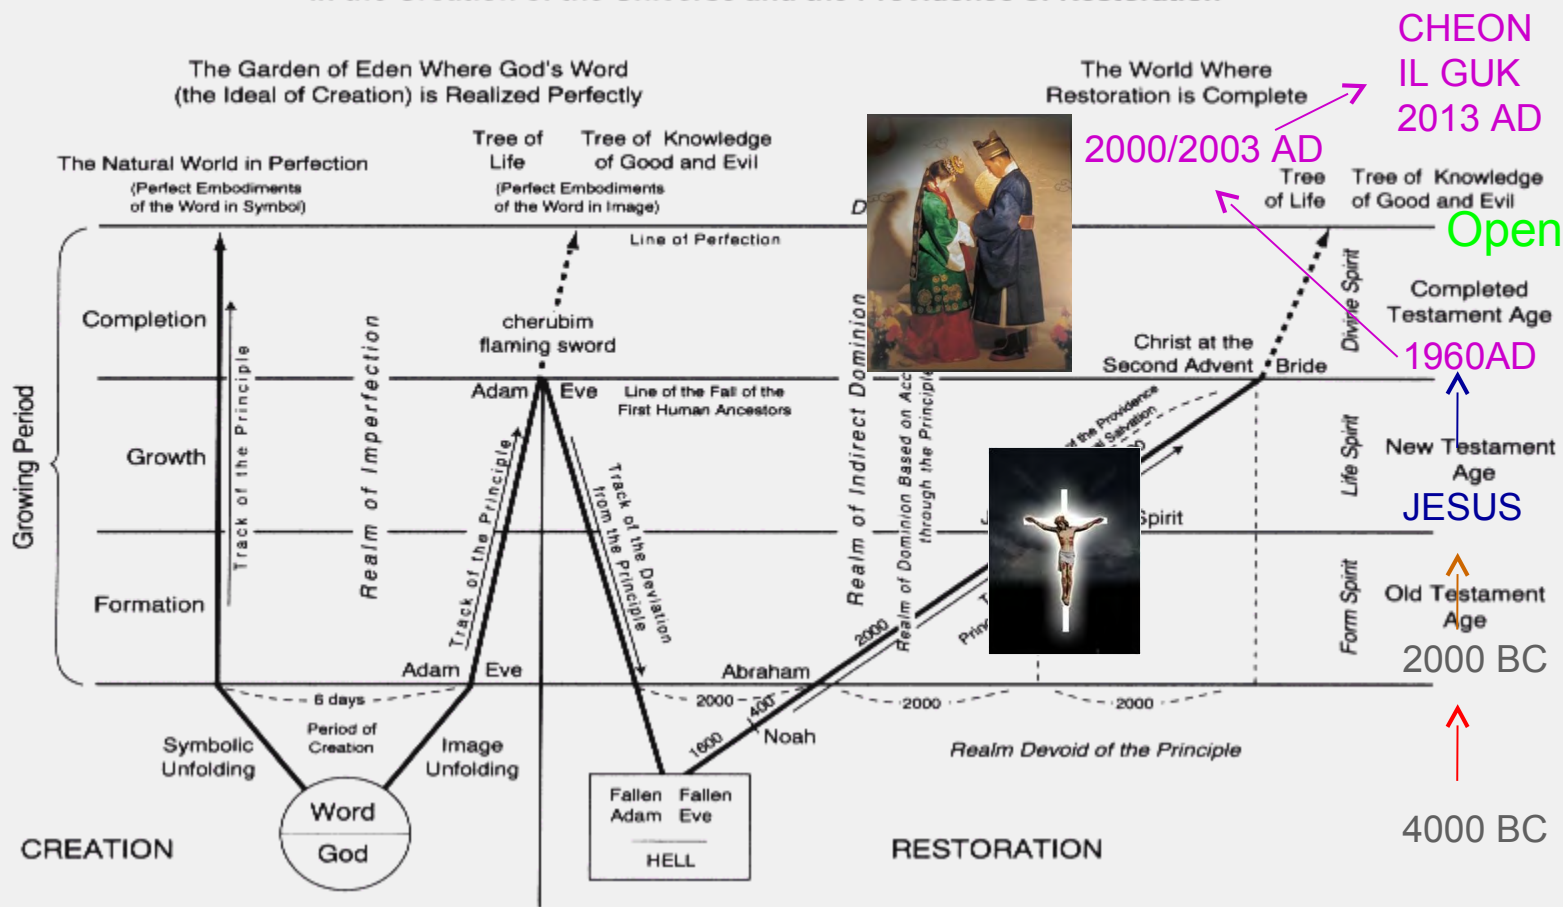 The Garden of Eden Where God's Word
(the Ideal of Creation) is Realized Perfectly
The World Where
Restoration is Complete
CHEON
IL GUK
2013 AD
2000/2003 AD
The Natural World in Perfection
(Perfect Embodiments
of the Word in Symbol)
Tree of
Life
Tree of Knowledge
of Good and Evil
(Perfect Embodiments
of the Word in Image)
Tree
of Life
Tree of Knowledge
of Good and Evil
Open
Line of Perfection
Growing Period
Completion
Growth
Formation
Track of the Principle
Realm of Imperfection
cherubim
flaming sword
Adam
Eve
Line of the Fall of the
First Human Ancestors
Track of the Principle
Track of the Deviation
from the Principle
Realm of Indirect Dominion
Realm of Dominion Based on
through the Principle
Christ at the
Second Advent
Bride
of the Providence
Salvation
Spirit
Divine Spirit
Life Spirit
Form Spirit
Completed
Testament Age
1960AD
New Testament
Age
JESUS
Old Testament
Age
2000 BC
4000 BC
Adam
Eve
6 days
Period of
Creation
Symbolic
Unfolding
Image
Unfolding
Word
God
CREATION
Abraham
2000
2000
2000
2000
400
1600
Noah
Realm Devoid of the Principle
Fallen Adam
Fallen Eve
HELL
RESTORATION